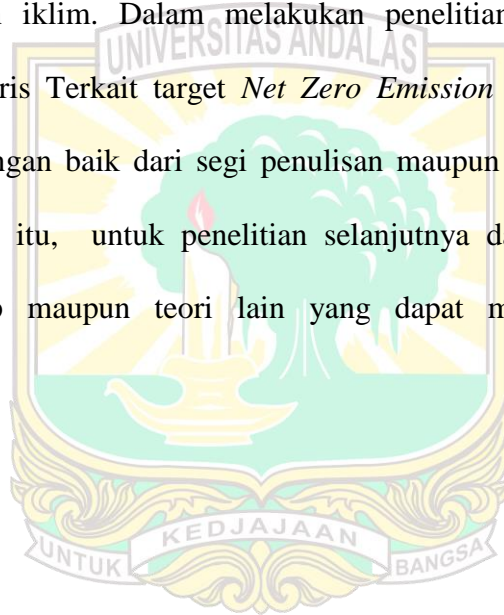 iklim. Dalam melakukan penelitian
UNIVERSITAS ANDALAS
ris Terkait target Net Zero Emission
ngan baik dari segi penulisan maupun
itu, untuk penelitian selanjutnya da
maupun teori lain yang dapat m
UNTUK KEDJAJAAN BANGSA